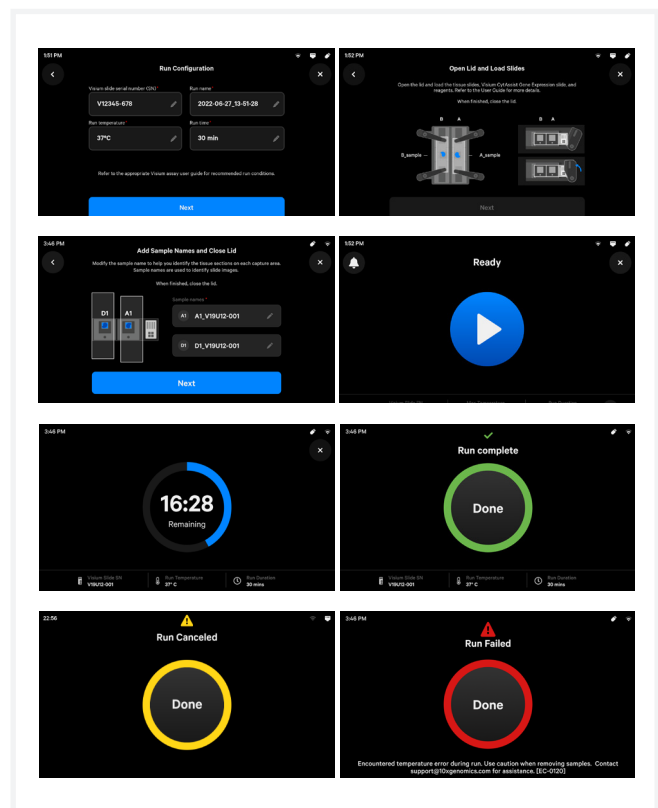 1:51 PM
Run Configuration
Visium slide serial number (SN)*
Run name*
V12345-678
2022-06-27_13-51-28
Run temperature*
Run time*
37°C
30 min
Refer to the appropriate Visium assay user guide for recommended run conditions.
Next
1:52 PM
Open Lid and Load Slides
Open the lid and load the tissue slides, Visium CytAssist Gene Expression slide, and
reagents. Refer to the User Guide for more details.
When finished, close the lid.
B A
B A
B_sample
A_sample
Next
3:46 PM
Add Sample Names and Close Lid
Modify the sample name to help you identify the tissue sections on each capture area.
Sample names are used to identify slide images.
When finished, close the lid.
Sample names *
D1 A1
A1 A1_V19U12-001
D1 D1_V19U12-001
Next
1:52 PM
Ready
3:46 PM
16:28
Remaining
Visium Slide SN
V19U12-001
Run Temperature
37° C
Run Duration
30 mins
3:46 PM
Run complete
Done
Visium Slide SN
V19U12-001
Run Temperature
37° C
Run Duration
30 mins
22:56
Run Canceled
Done
3:46 PM
Run Failed
Done
Encountered temperature error during run. Use caution when removing samples. Contact
support@10xgenomics.com for assistance. [EC-0120]